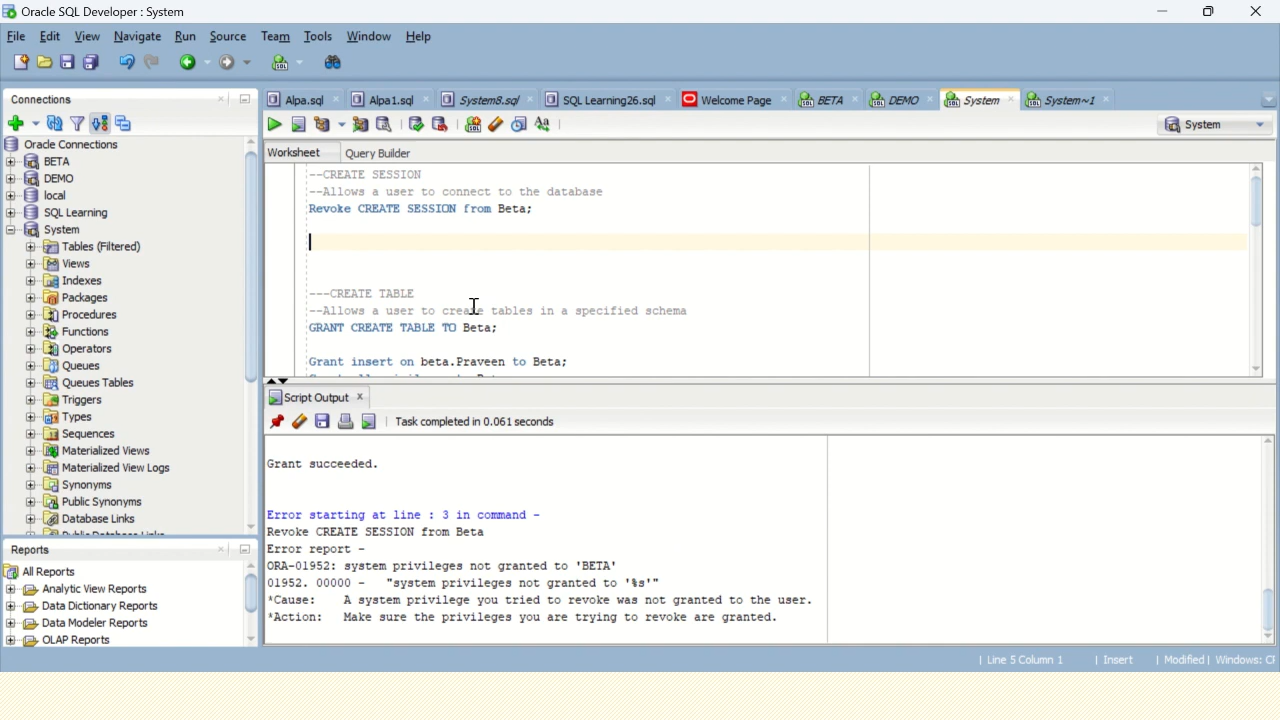 Oracle SQL Developer : System
File Edit View Navigate Run Source Team Tools Window Help
Connections
Alpa.sql Alpa1.sql System8.sql SQL Learning26.sql Welcome Page BETA DEMO System System~1
System
Oracle Connections
BETA
DEMO
local
SQL Learning
System
Tables (Filtered)
Views
Indexes
Packages
Procedures
Functions
Operators
Queues
Queues Tables
Triggers
Types
Sequences
Materialized Views
Materialized View Logs
Synonyms
Public Synonyms
Database Links
Reports
All Reports
Analytic View Reports
Data Dictionary Reports
Data Modeler Reports
OLAP Reports
Worksheet Query Builder
--CREATE SESSION
--Allows a user to connect to the database
Revoke CREATE SESSION from Beta;
---CREATE TABLE
--Allows a user to create tables in a specified schema
GRANT CREATE TABLE TO Beta;
Grant insert on beta.Praveen to Beta;
Script Output
Task completed in 0.061 seconds
Grant succeeded.
Error starting at line : 3 in command -
Revoke CREATE SESSION from Beta
Error report -
ORA-01952: system privileges not granted to 'BETA'
01952. 00000 - "system privileges not granted to '%s'"
*Cause: A system privilege you tried to revoke was not granted to the user.
*Action: Make sure the privileges you are trying to revoke are granted.
Line 5 Column 1 Insert Modified Windows: